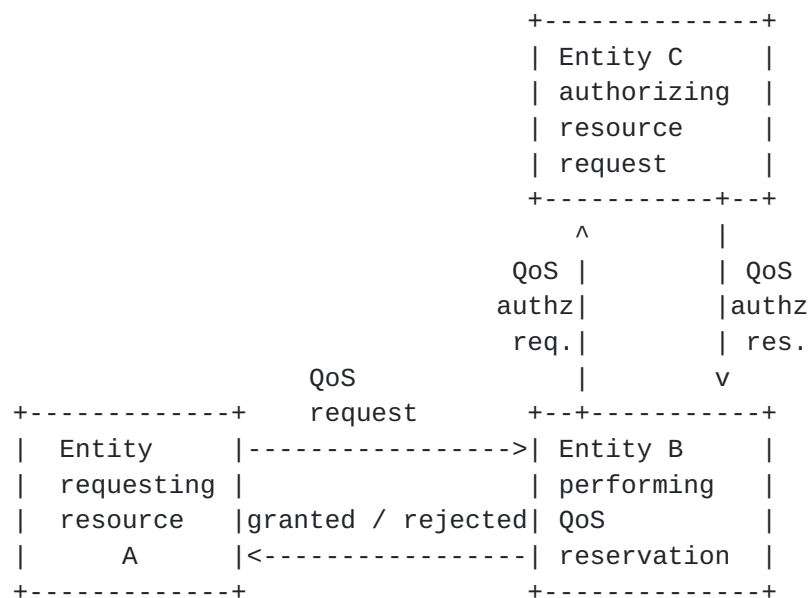 +--------------+
| Entity C     |
| authorizing  |
| resource     |
| request      |
+-----------+--+
   ^        |
QoS |        | QoS
authz|        |authz
req.|        | res.
QoS              |        v
+-------------+    request       +--+-----------+
|  Entity     |----------------->| Entity B     |
|  requesting |                  | performing   |
|  resource   |granted / rejected| QoS          |
|      A      |<-----------------| reservation  |
+-------------+                  +--------------+